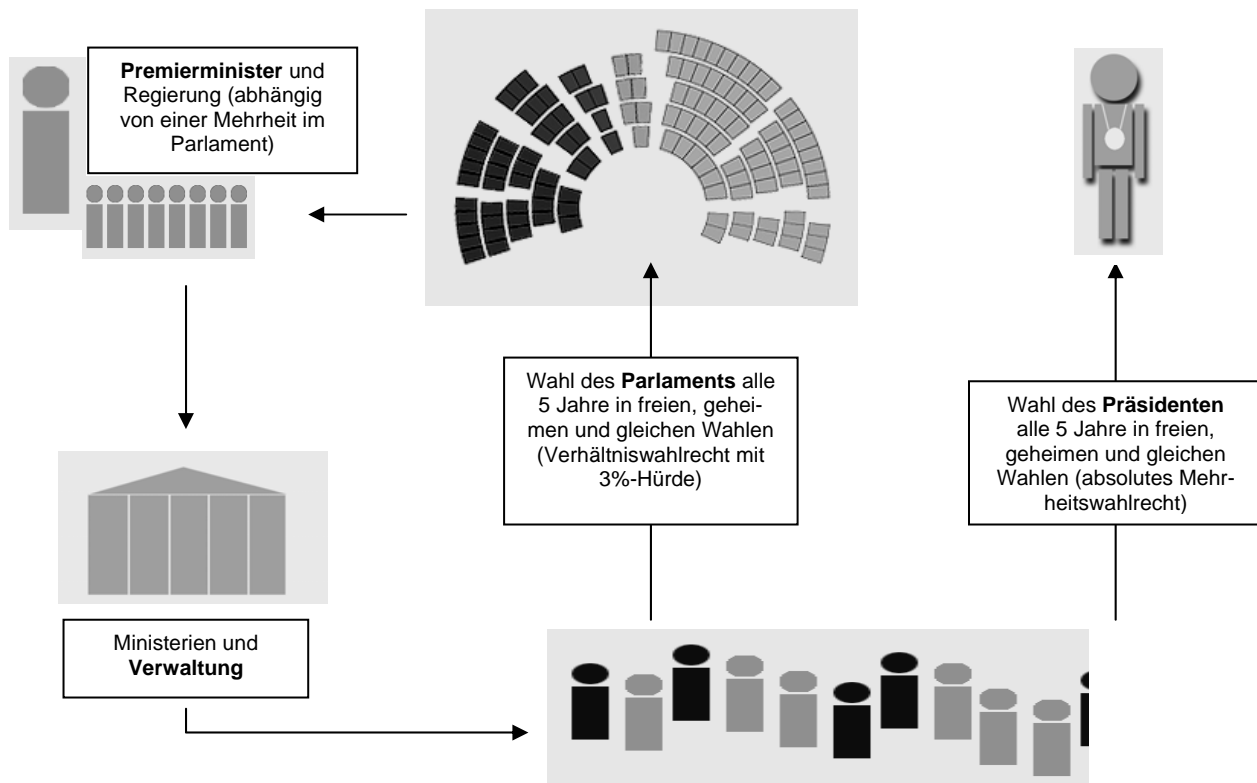 Premierminister und
Regierung (abhängig
von einer Mehrheit im
Parlament)
Wahl des Parlaments alle
5 Jahre in freien, gehei-
men und gleichen Wahlen
(Verhältniswahlrecht mit
3%-Hürde)
Wahl des Präsidenten
alle 5 Jahre in freien,
geheimen und gleichen
Wahlen (absolutes Mehr-
heitswahlrecht)
Ministerien und
Verwaltung